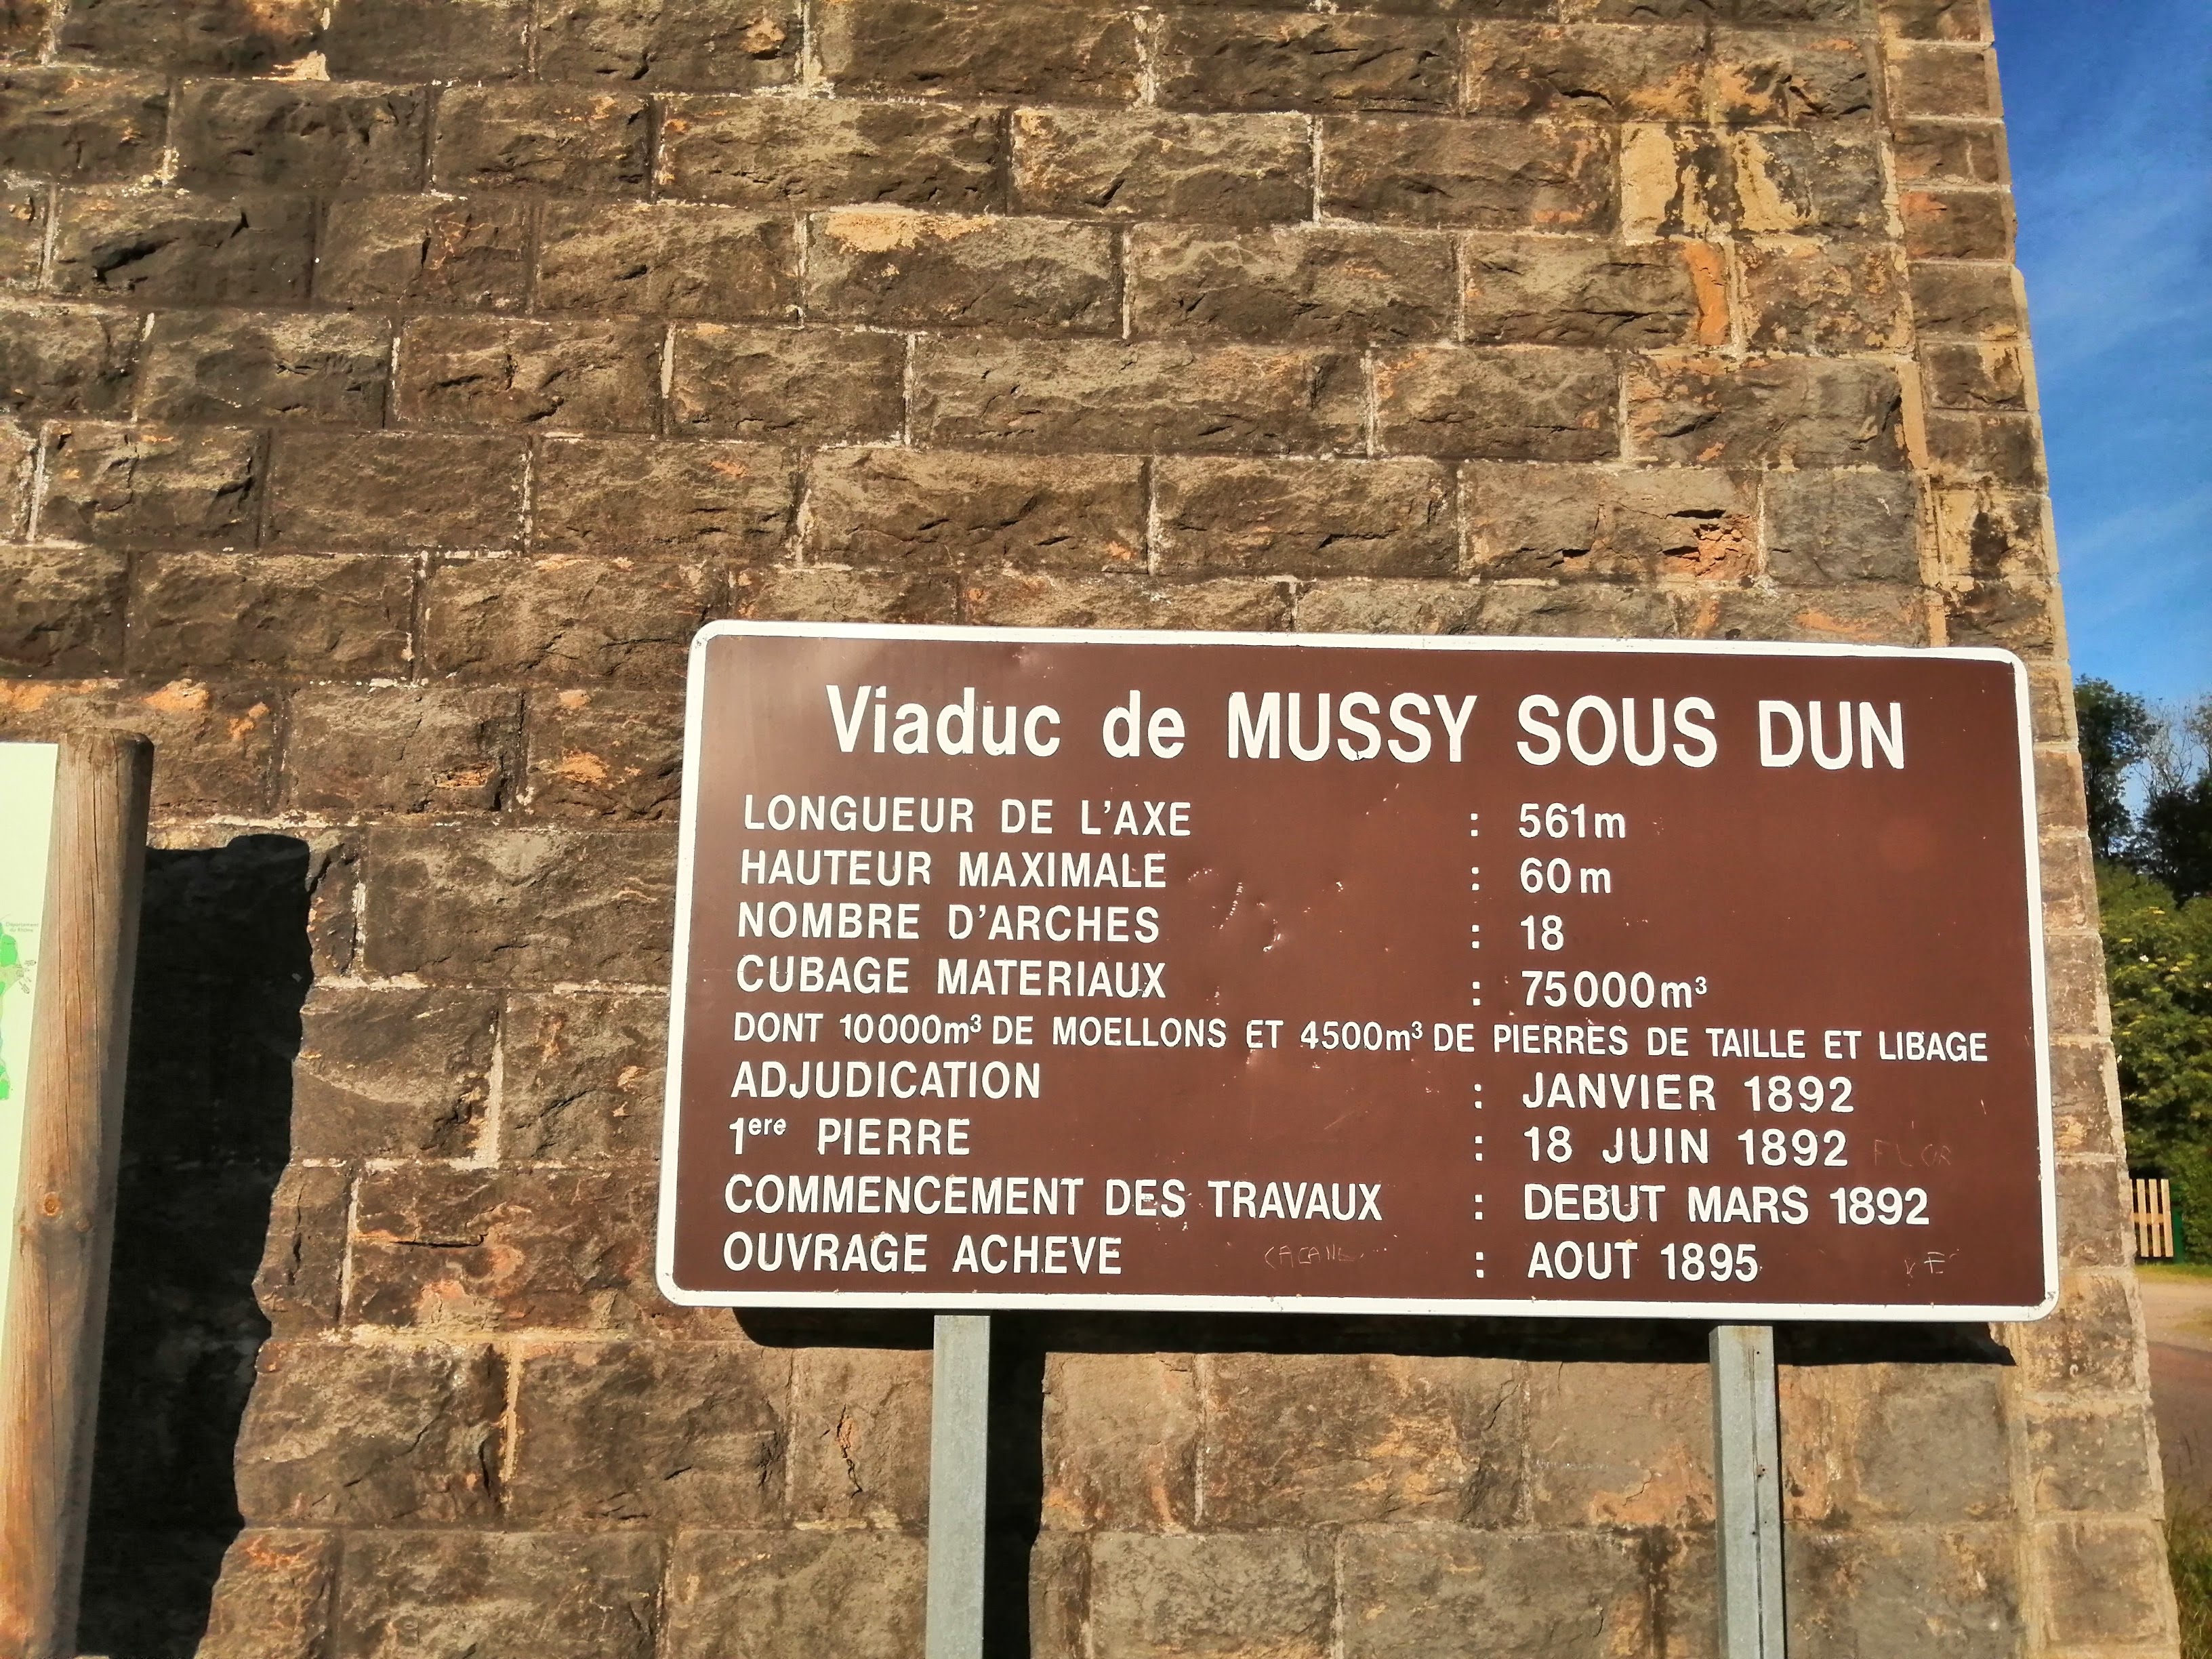 Viaduc de MUSSY SOUS DUN
LONGUEUR DE L'AXE : 561m
HAUTEUR MAXIMALE : 60m
NOMBRE D'ARCHES : 18
CUBAGE MATERIAUX : 75000m³
DONT 10000m³ DE MOELLONS ET 4500m³ DE PIERRES DE TAILLE ET LIBAGE
ADJUDICATION : JANVIER 1892
1ere PIERRE : 18 JUIN 1892
COMMENCEMENT DES TRAVAUX : DEBUT MARS 1892
OUVRAGE ACHEVE : AOUT 1895